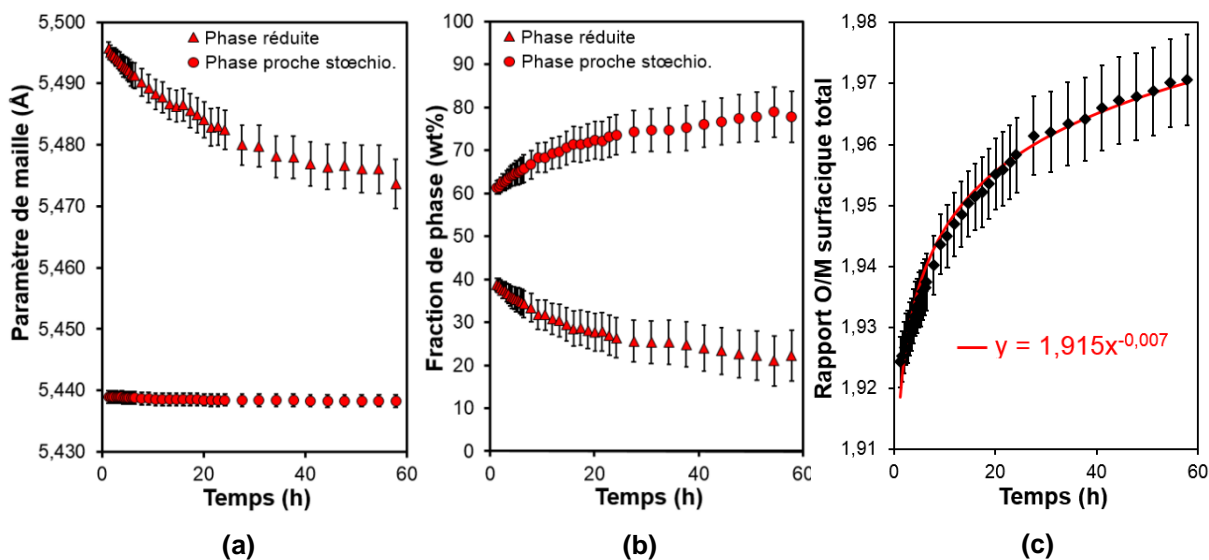 5,500
5,490
5,480
5,470
5,460
5,450
5,440
5,430
Paramètre de maille (Å)
Phase réduite
Phase proche stœchio.
0
20
40
60
Temps (h)
(a)
100
90
80
70
60
50
40
30
20
10
0
Fraction de phase (wt%)
Phase réduite
Phase proche stœchio.
0
20
40
60
Temps (h)
(b)
1,98
1,97
1,96
1,95
1,94
1,93
1,92
1,91
Rapport O/M surfacique total
y = 1,915x-0,007
0
20
40
60
Temps (h)
(c)